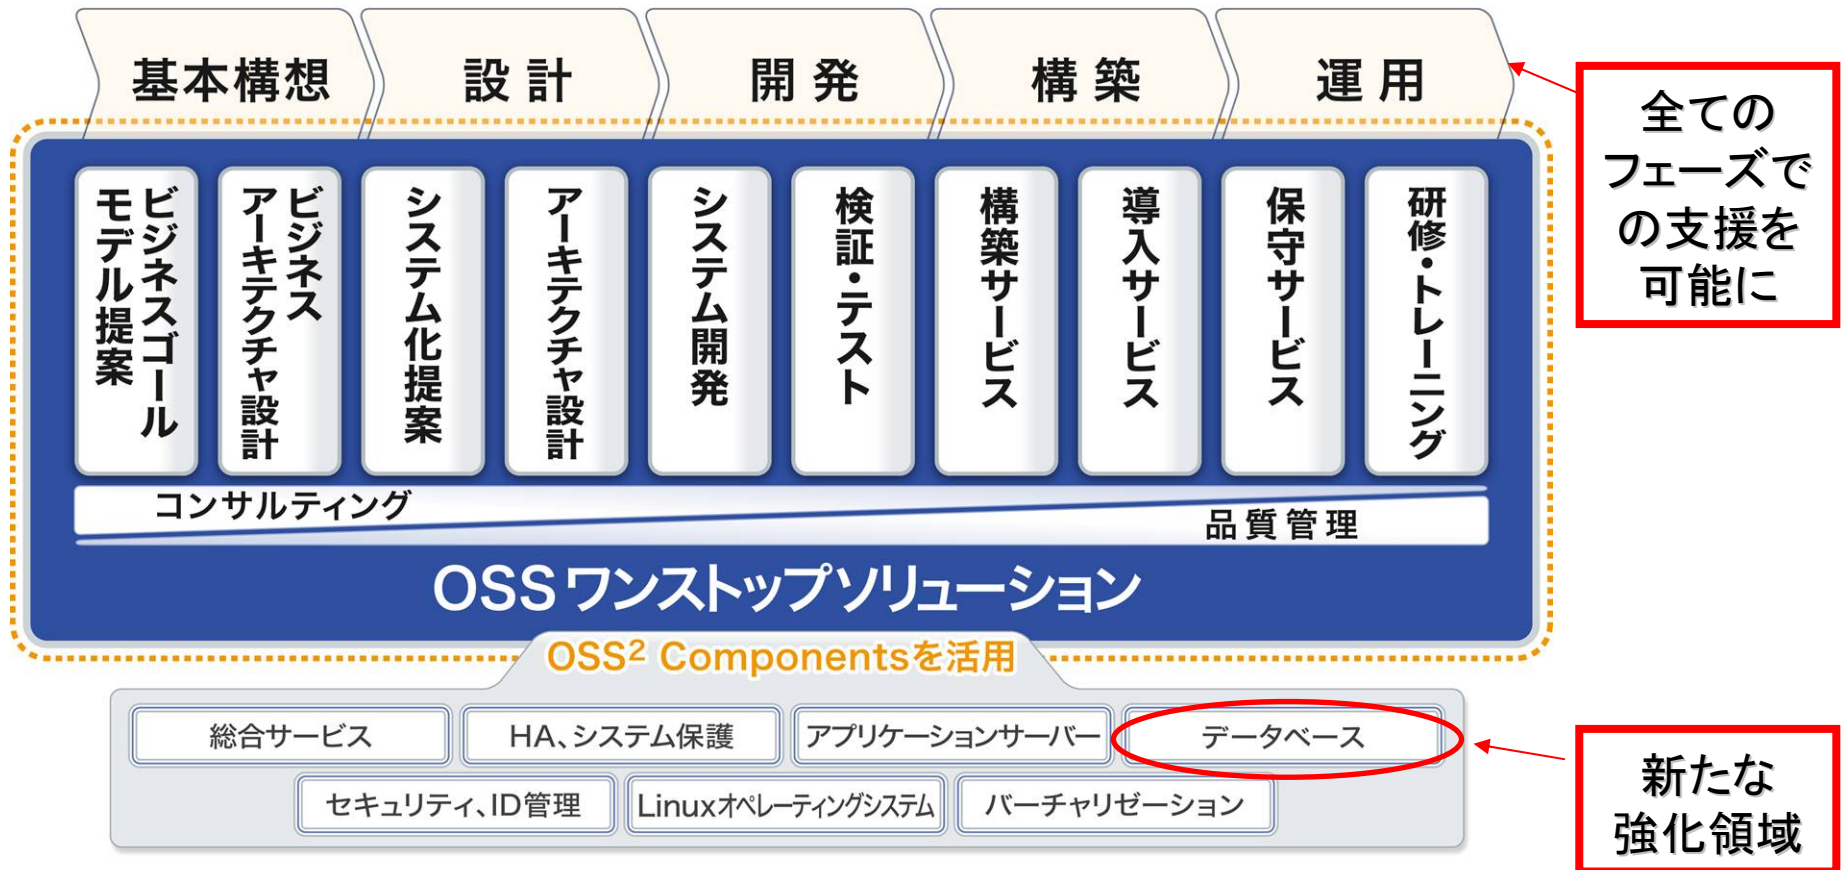 基本構想
設計
開発
構築
運用
全ての
フェーズで
の支援を
可能に
ビジネスゴール
モデル提案
ビジネス
アーキテクチャ設計
システム化提案
アーキテクチャ設計
システム開発
検証・テスト
構築サービス
導入サービス
保守サービス
研修・トレーニング
コンサルティング
品質管理
OSSワンストップソリューション
OSS² Componentsを活用
総合サービス
HA、システム保護
アプリケーションサーバー
データベース
セキュリティ、ID管理
Linuxオペレーティングシステム
バーチャリゼーション
新たな
強化領域